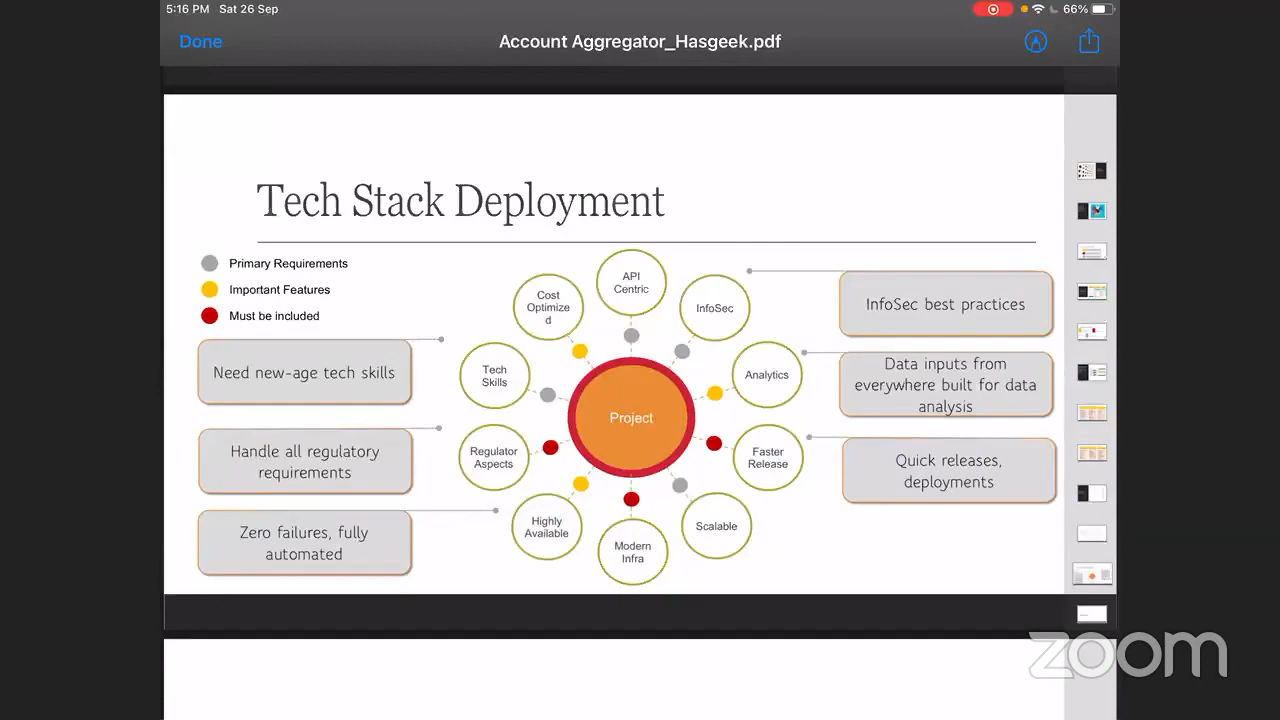 5:16 PM Sat 26 Sep
66%
Done
Account Aggregator_Hasgeek.pdf
Tech Stack Deployment
Primary Requirements
Important Features
Must be included
Need new-age tech skills
Handle all regulatory
requirements
Zero failures, fully
automated
API
Centric
InfoSec
Analytics
Faster
Release
Scalable
Modern
Infra
Highly
Available
Regulator
Aspects
Tech
Skills
Cost
Optimize
d
Project
InfoSec best practices
Data inputs from
everywhere built for data
analysis
Quick releases,
deployments
zoom